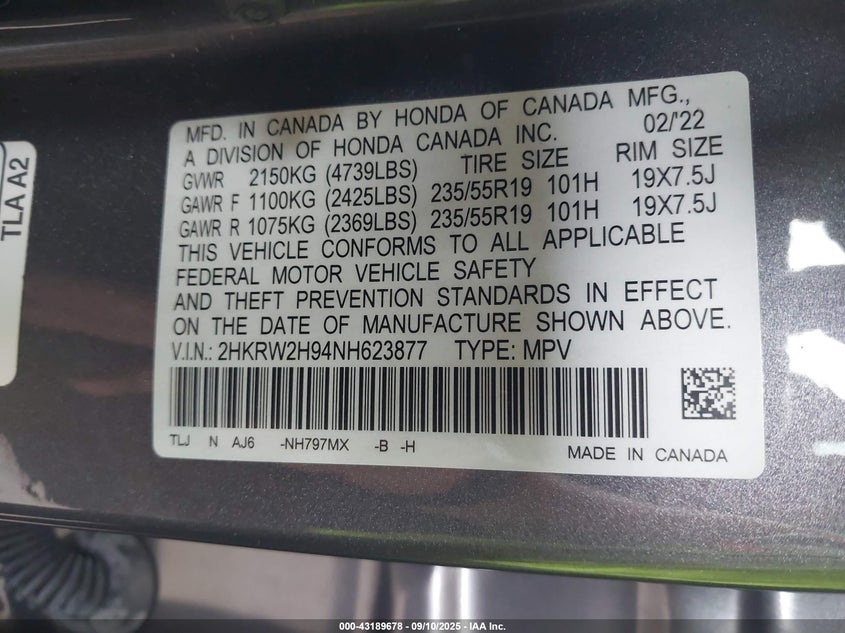 TLA A2
MFD. IN CANADA BY HONDA OF CANADA MFG.,
A DIVISION OF HONDA CANADA INC. 02/'22
GVWR 2150KG (4739LBS) TIRE SIZE RIM SIZE
GAWR F 1100KG (2425LBS) 235/55R19 101H 19X7.5J
GAWR R 1075KG (2369LBS) 235/55R19 101H 19X7.5J
THIS VEHICLE CONFORMS TO ALL APPLICABLE
FEDERAL MOTOR VEHICLE SAFETY
AND THEFT PREVENTION STANDARDS IN EFFECT
ON THE DATE OF MANUFACTURE SHOWN ABOVE.
V.I.N.: 2HKRW2H94NH623877 TYPE: MPV
TLJ N AJ6 -NH797MX -B -H
MADE IN CANADA
000-43189678 - 09/10/2025 - IAA Inc.